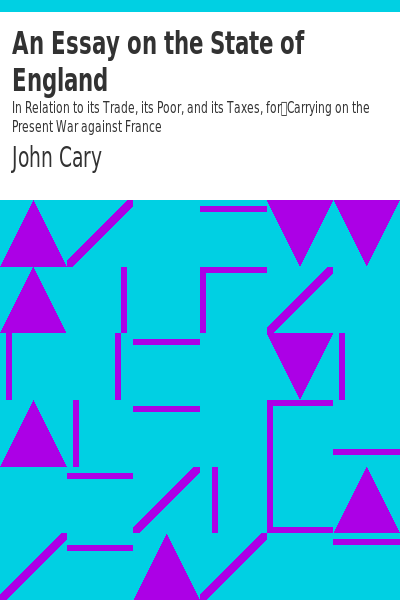 An Essay on the State of
England
In Relation to its Trade, its Poor, and its Taxes, for▯Carrying on the
Present War against France
John Cary